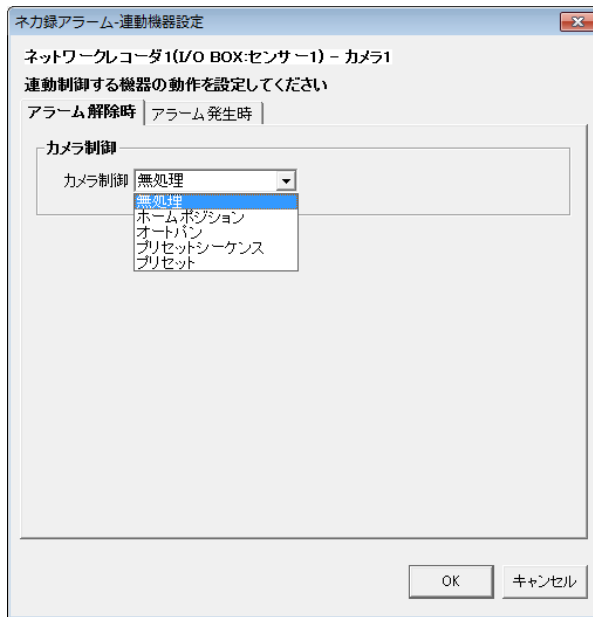 ネカ録アラーム-連動機器設定
ネットワークレコーダ1(I/O BOX:センサー1) - カメラ1
連動制御する機器の動作を設定してください
アラーム解除時 アラーム発生時
カメラ制御
カメラ制御 無処理
無処理
ホームポジション
オートパン
プリセットシーケンス
プリセット
OK キャンセル